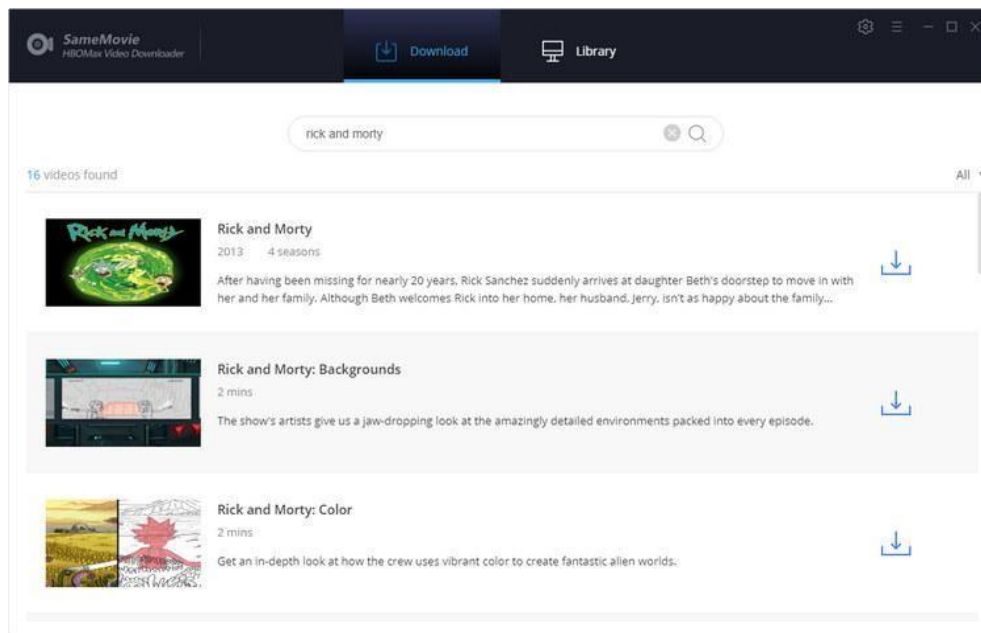 SameMovie
HBOMax Video Downloader
Download
Library
rick and morty
16 videos found
All
Rick and Morty
Rick and Morty
2013 4 seasons
After having been missing for nearly 20 years, Rick Sanchez suddenly arrives at daughter Beth's doorstep to move in with
her and her family. Although Beth welcomes Rick into her home, her husband, Jerry, isn't as happy about the family...
Rick and Morty: Backgrounds
2 mins
The show's artists give us a jaw-dropping look at the amazingly detailed environments packed into every episode.
Rick and Morty: Color
2 mins
Get an in-depth look at how the crew uses vibrant color to create fantastic alien worlds.